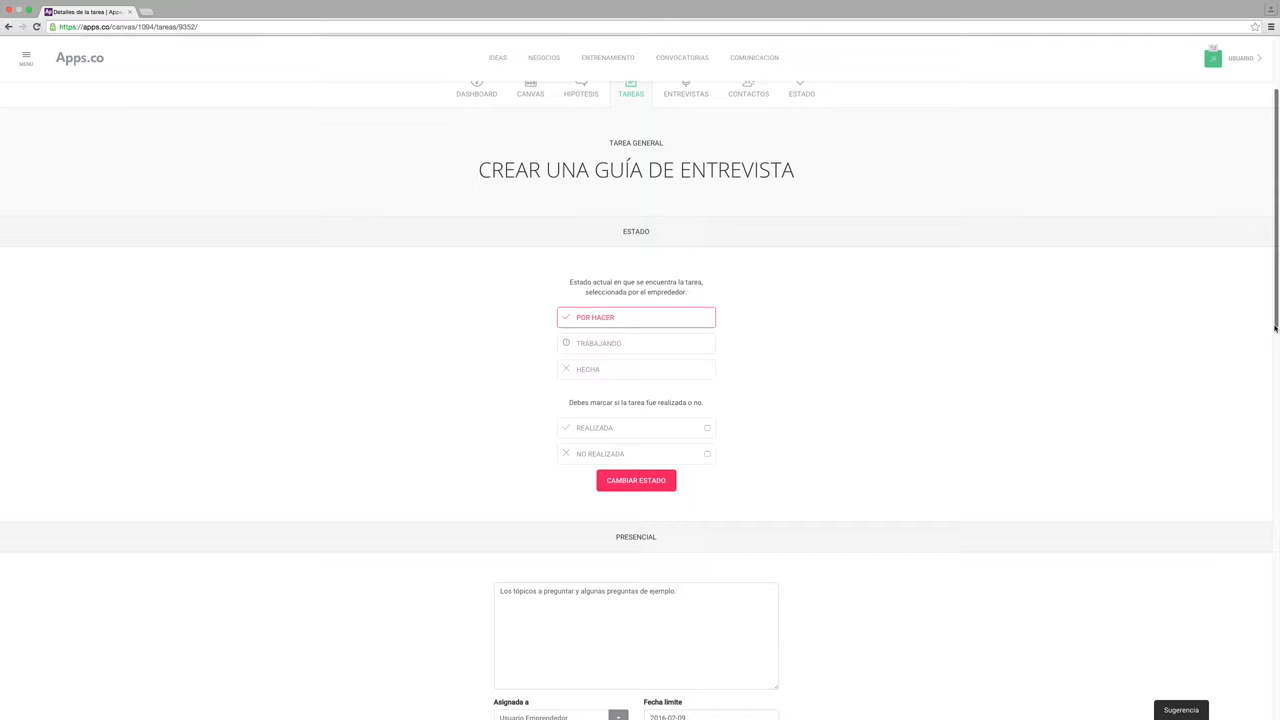 Detalles de la tarea | Apps
https://apps.co/canvas/1094/tareas/9352/
MENÚ
Apps.co
IDEAS NEGOCIOS ENTRENAMIENTO CONVOCATORIAS COMUNICACIÓN
JR
USUARIO
DASHBOARD CANVAS HIPÓTESIS TAREAS ENTREVISTAS CONTACTOS ESTADO
TAREA GENERAL
CREAR UNA GUÍA DE ENTREVISTA
ESTADO
Estado actual en que se encuentra la tarea,
seleccionada por el emprededor.
POR HACER
TRABAJANDO
HECHA
Debes marcar si la tarea fue realizada o no.
REALIZADA
NO REALIZADA
CAMBIAR ESTADO
PRESENCIAL
Los tópicos a preguntar y algunas preguntas de ejemplo.
Asignada a Fecha límite
Usuario Emprendedor 2016-02-09
Sugerencia